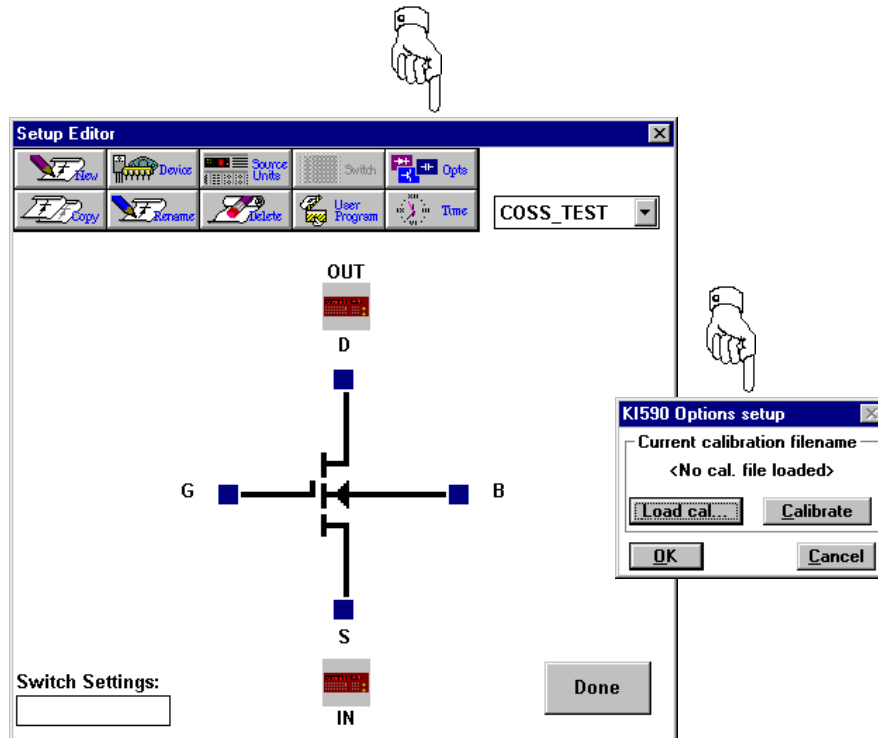 Setup Editor
New Device Source Units Switch Opts
Copy Rename Delete User Program Time
COSS_TEST
OUT
D
G
B
S
IN
Switch Settings:
Done
KI590 Options setup
Current calibration filename
<No cal. file loaded>
Load cal... Calibrate
OK Cancel